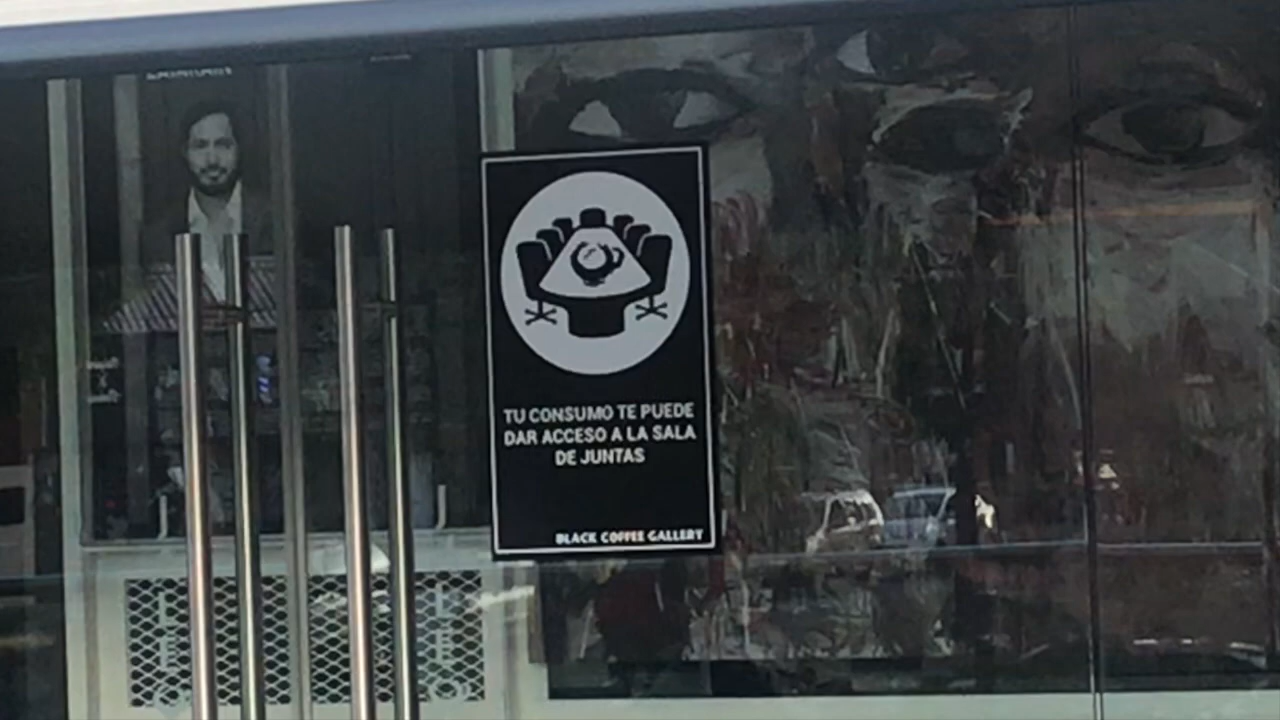 TU CONSUMO TE PUEDE
DAR ACCESO A LA SALA
DE JUNTAS
BLACK COFFEE GALLERY